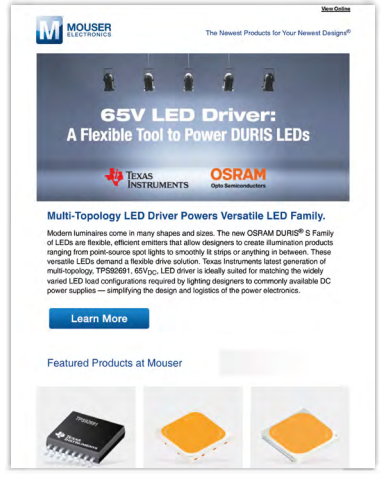 View Online
M MOUSER
ELECTRONICS
The Newest Products for Your Newest Designs®
65V LED Driver:
A Flexible Tool to Power DURIS LEDs
TEXAS
INSTRUMENTS
OSRAM
Opto Semiconductors
Multi-Topology LED Driver Powers Versatile LED Family.
Modern luminaires come in many shapes and sizes. The new OSRAM DURIS® S Family
of LEDs are flexible, efficient emitters that allow designers to create illumination products
ranging from point-source spot lights to smoothly lit strips or anything in between. These
versatile LEDs demand a flexible drive solution. Texas Instruments latest generation of
multi-topology, TPS92691, 65VDC, LED driver is ideally suited for matching the widely
varied LED load configurations required by lighting designers to commonly available DC
power supplies — simplifying the design and logistics of the power electronics.
Learn More
Featured Products at Mouser
TPS92691
TEXAS
INSTRUMENTS